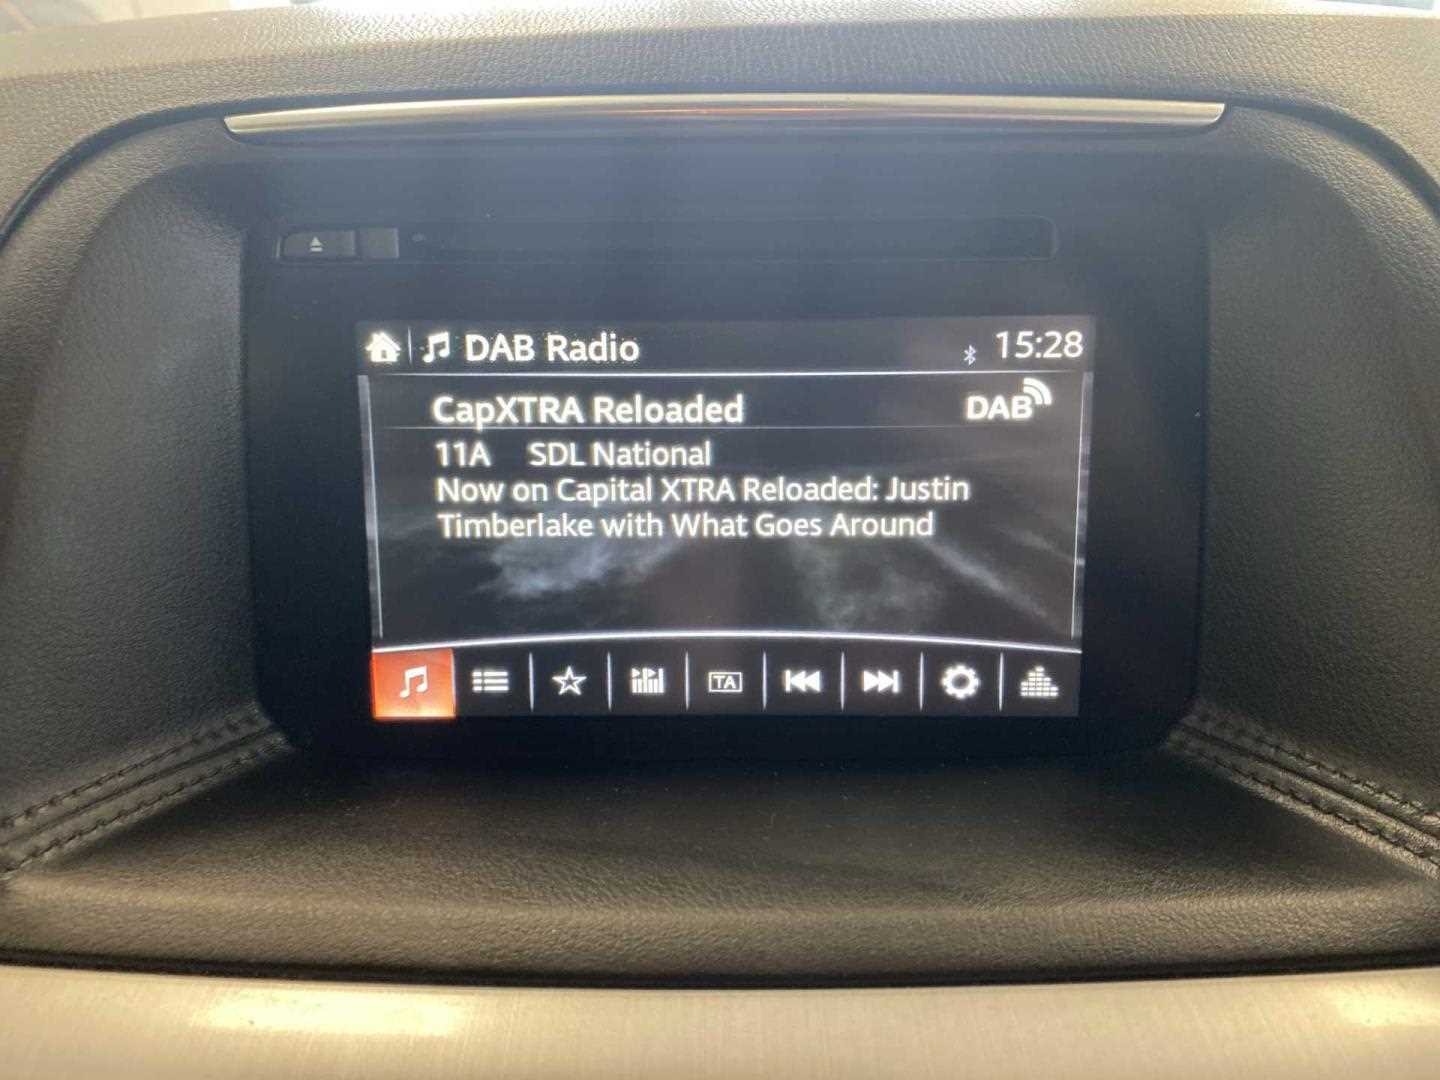 DAB Radio 15:28
CapXTRA Reloaded DAB
11A SDL National
Now on Capital XTRA Reloaded: Justin
Timberlake with What Goes Around
TA